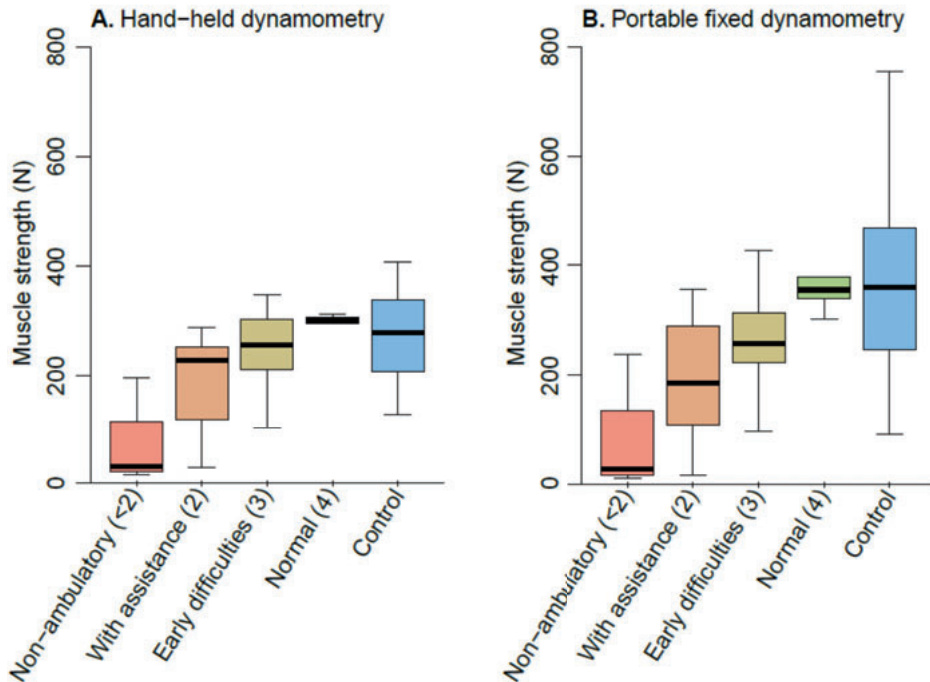 A. Hand−held dynamometry
Muscle strength (N)
800
600
400
200
0
Non−ambulatory (<2)
With assistance (2)
Early difficulties (3)
Normal (4)
Control
B. Portable fixed dynamometry
Muscle strength (N)
800
600
400
200
0
Non−ambulatory (<2)
With assistance (2)
Early difficulties (3)
Normal (4)
Control